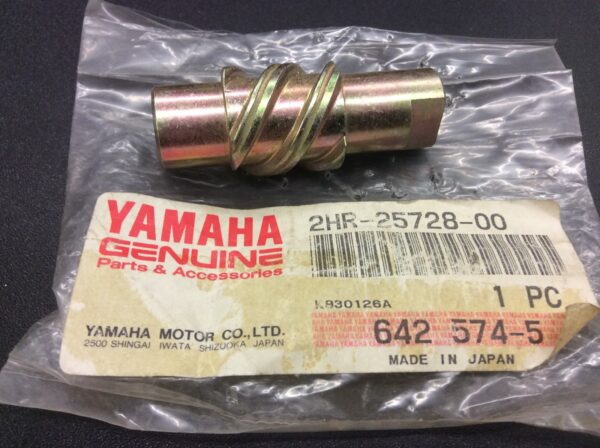 YAMAHA
GENUINE
Parts & Accessories
YAMAHA MOTOR CO., LTD.
2500 SHINGAI IWATA SHIZUOKA JAPAN
2HR-25728-00
K930126A
1 PC
642 574-5
MADE IN JAPAN